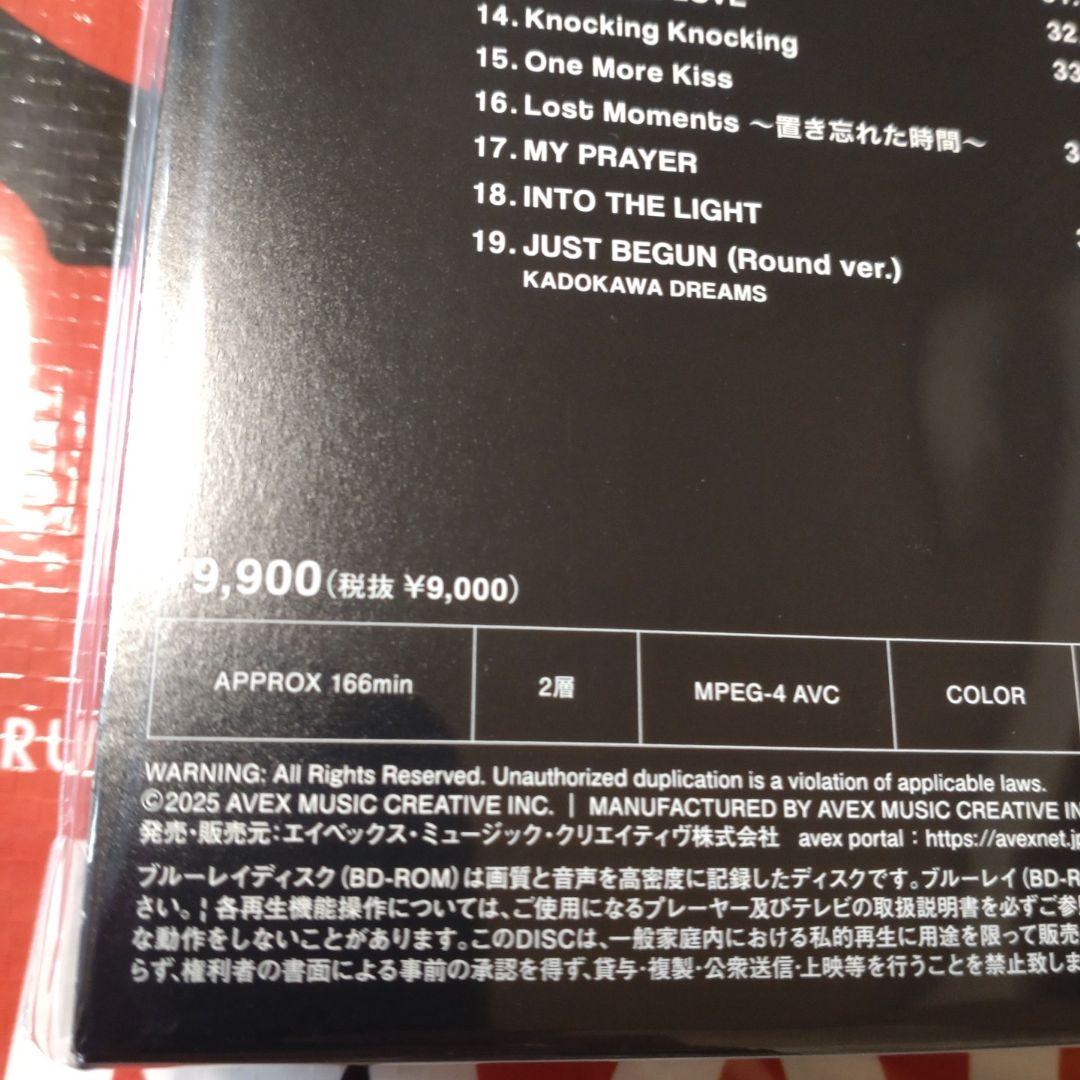 LOVE
14. Knocking Knocking
15. One More Kiss
16. Lost Moments ～置き忘れた時間～
17. MY PRAYER
18. INTO THE LIGHT
19. JUST BEGUN (Round ver.)
KADOKAWA DREAMS
32.
33
¥9,900(税抜 ¥9,000)
APPROX 166min 2層 MPEG-4 AVC COLOR
WARNING: All Rights Reserved. Unauthorized duplication is a violation of applicable laws.
©2025 AVEX MUSIC CREATIVE INC. | MANUFACTURED BY AVEX MUSIC CREATIVE IN
発売・販売元：エイベックス・ミュージック・クリエイティヴ株式会社 avex portal：https://avexnet.jp
ブルーレイディスク(BD-ROM)は画質と音声を高密度に記録したディスクです。ブルーレイ(BD-R
さい。¦各再生機能操作については、ご使用になるプレーヤー及びテレビの取扱説明書を必ずご参
な動作をしないことがあります。このDISCは、一般家庭内における私的再生に用途を限って販売
らず、権利者の書面による事前の承認を得ず、貸与・複製・公衆送信・上映等を行うことを禁止致しま